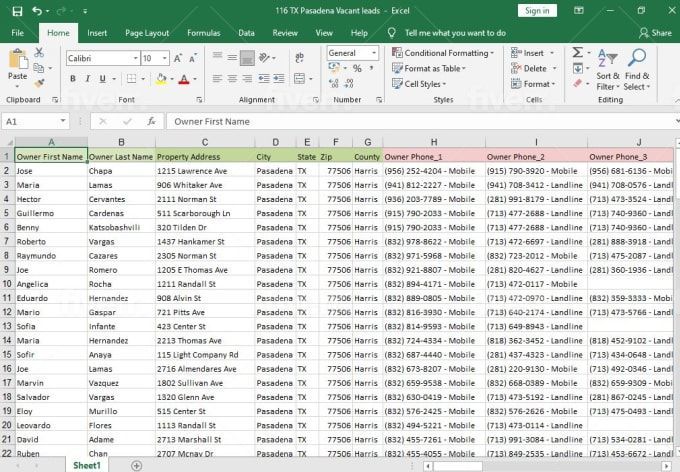 116 TX Pasadena Vacant leads - Excel Sign in
File Home Insert Page Layout Formulas Data Review View Help Tell me what you want to do Share
Paste Calibri 10 General Conditional Formatting Insert
B I U Format as Table Delete Sort & Find &
Cell Styles Format Filter Select
Clipboard Font Alignment Number Styles Cells Editing
A1 fx Owner First Name
A B C D E F G H I J
1 Owner First Name Owner Last Name Property Address City State Zip County Owner Phone_1 Owner Phone_2 Owner Phone_3
2 Jose Chapa 1215 Lawrence Ave Pasadena TX 77506 Harris (956) 252-4204 - Mobile (915) 790-3920 - Mobile (956) 681-6136 - Mobi
3 Maria Lamas 906 Whitaker Ave Pasadena TX 77506 Harris (941) 812-2227 - Mobile (941) 708-3412 - Landline (941) 708-0576 - Landl
4 Hector Cervantes 2111 Norman St Pasadena TX 77506 Harris (936) 203-7789 - Mobile (281) 991-8179 - Landline (713) 473-3524 - Landl
5 Guillermo Cardenas 511 Scarborough Ln Pasadena TX 77506 Harris (915) 790-2033 - Mobile (713) 477-2688 - Landline (713) 740-9360 - Landl
6 Benny Katsobashvili 320 Tilden Dr Pasadena TX 77506 Harris (915) 790-2033 - Mobile (713) 477-2688 - Landline (713) 740-9360 - Landl
7 Roberto Vargas 1437 Hankamer St Pasadena TX 77506 Harris (832) 978-8622 - Mobile (713) 472-6697 - Landline (281) 888-3918 - Landl
8 Raymundo Cazares 2305 Norman St Pasadena TX 77506 Harris (832) 971-5968 - Mobile (832) 723-2012 - Mobile (713) 475-2087 - Landl
9 Joe Romero 1205 E Thomas Ave Pasadena TX 77506 Harris (832) 921-8807 - Mobile (281) 820-4627 - Landline (281) 360-1936 - Landl
10 Angelica Rocha 1211 Randall St Pasadena TX 77506 Harris (832) 894-4171 - Mobile (713) 472-0117 - Mobile
11 Eduardo Hernandez 908 Alvin St Pasadena TX 77506 Harris (832) 889-0805 - Mobile (713) 472-0970 - Landline (832) 359-3333 - Mobi
12 Mario Gaspar 721 Pitts Ave Pasadena TX 77506 Harris (832) 816-3930 - Mobile (713) 640-2174 - Landline (713) 473-5766 - Landl
13 Sofia Infante 423 Center St Pasadena TX 77506 Harris (832) 814-9593 - Mobile (713) 649-8943 - Landline
14 Maria Hernandez 2213 Thomas Ave Pasadena TX 77506 Harris (832) 724-4334 - Mobile (818) 362-3452 - Landline (818) 452-9102 - Landl
15 Sofir Anaya 115 Light Company Rd Pasadena TX 77506 Harris (832) 687-4440 - Mobile (281) 437-4323 - Landline (713) 434-0648 - Landl
16 Joe Lamas 2716 Almendares Ave Pasadena TX 77506 Harris (832) 673-8207 - Mobile (281) 220-9130 - Mobile (713) 492-0346 - Landl
17 Marvin Vazquez 1802 Sullivan Ave Pasadena TX 77506 Harris (832) 659-9538 - Mobile (832) 668-0389 - Mobile (832) 659-9309 - Mobi
18 Salvador Vargas 1320 Glenn Ave Pasadena TX 77506 Harris (832) 630-0419 - Mobile (713) 473-5192 - Landline (281) 867-0245 - Landl
19 Eloy Murillo 515 Center St Pasadena TX 77506 Harris (832) 576-2425 - Mobile (832) 576-2626 - Mobile (713) 475-0493 - Landl
20 Leovardo Flores 1113 Randall St Pasadena TX 77506 Harris (832) 494-5221 - Mobile (713) 473-0114 - Landline
21 David Adame 2713 Marshall St Pasadena TX 77506 Harris (832) 455-7261 - Mobile (713) 991-3084 - Landline (713) 534-0281 - Landl
22 Ruben Chan 2707 Mcnay Dr Pasadena TX 77506 Harris (832) 455-4265 - Mobile (713) 849-2535 - Landline (713) 453-6672 - Landl
Sheet1